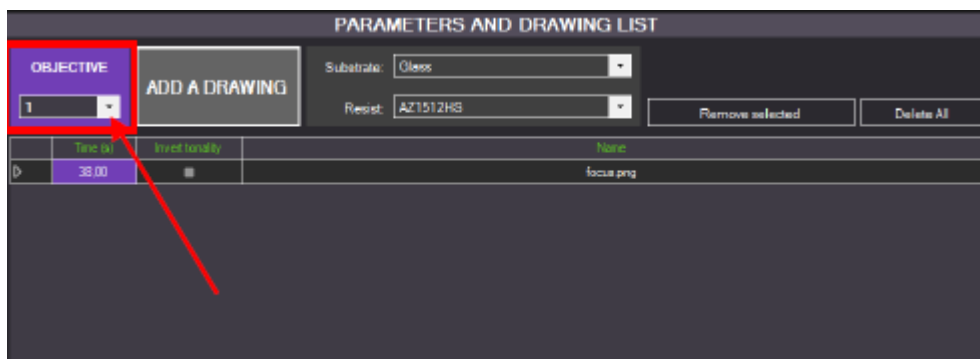 PARAMETERS AND DRAWING LIST
OBJECTIVE
1
ADD A DRAWING
Substrate: Glass
Resist: AZ1512HS
Remove selected
Delete All
Time (s) Invert tonality Name
38,00 focus.png